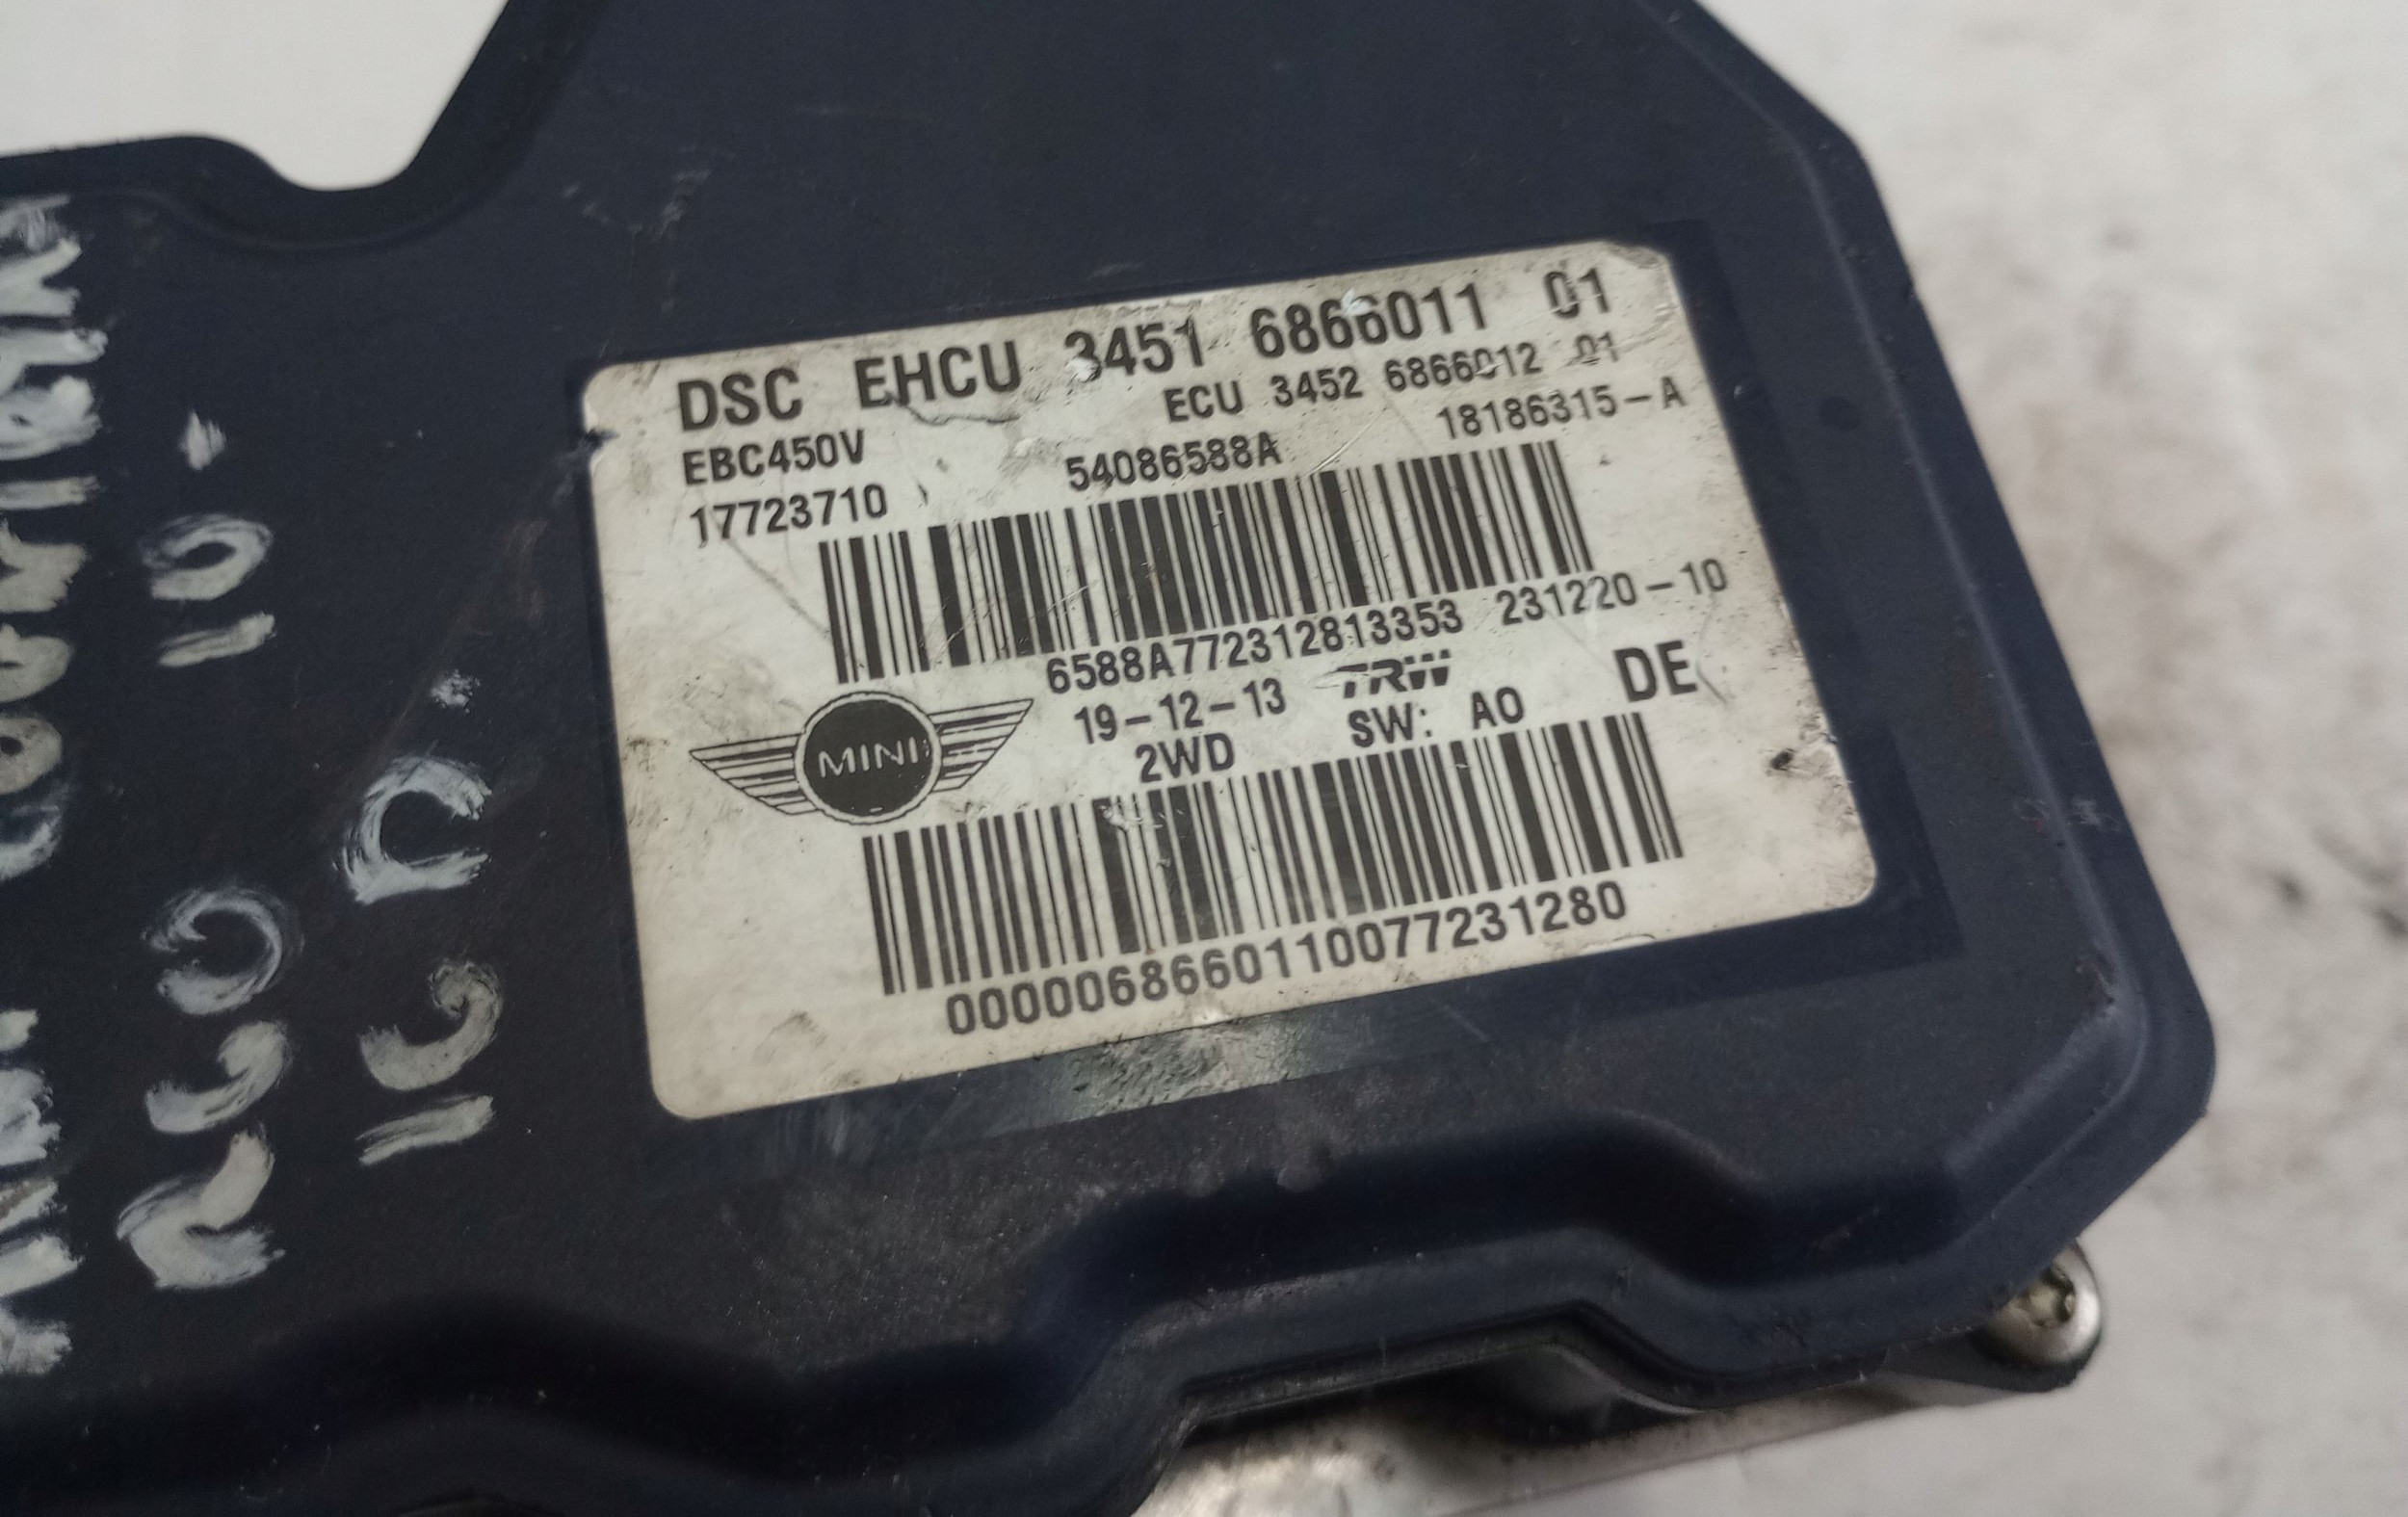 DSC EHCU 3451 6866011 01
ECU 3452 6866012 01
EBC450V 54086588A 18186315-A
17723710
6588A772312813353 231220-10
19-12-13 TRW DE
MINI 2WD SW: A0
0000068660110077231280